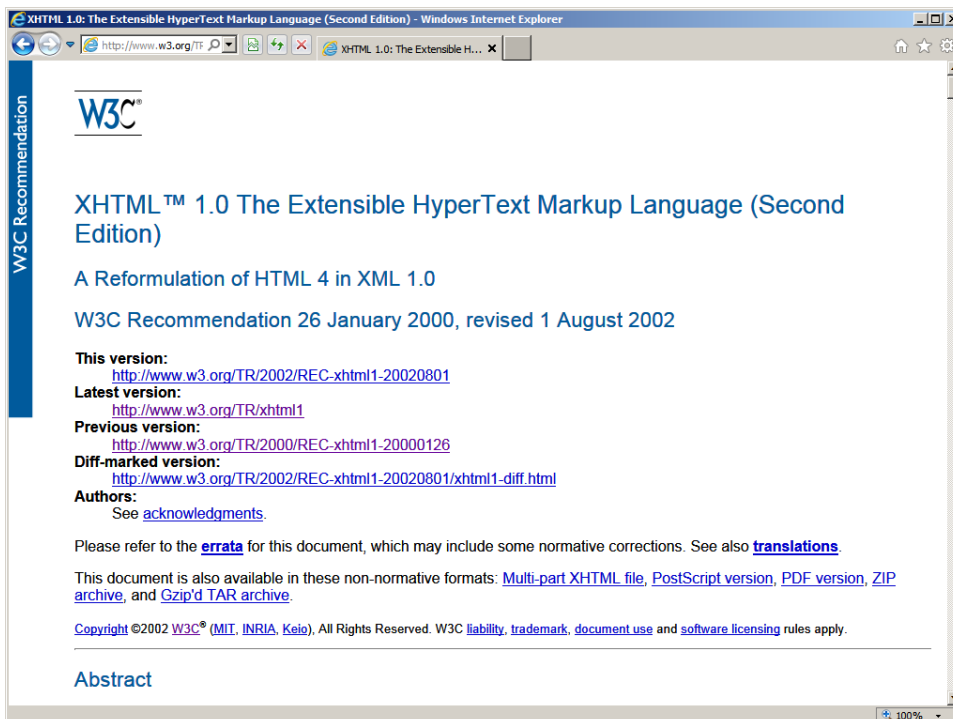 XHTML 1.0: The Extensible HyperText Markup Language (Second Edition) - Windows Internet Explorer
http://www.w3.org/TF
XHTML 1.0: The Extensible H...
W3C Recommendation
W3C®
XHTML™ 1.0 The Extensible HyperText Markup Language (Second
Edition)
A Reformulation of HTML 4 in XML 1.0
W3C Recommendation 26 January 2000, revised 1 August 2002
This version:
http://www.w3.org/TR/2002/REC-xhtml1-20020801
Latest version:
http://www.w3.org/TR/xhtml1
Previous version:
http://www.w3.org/TR/2000/REC-xhtml1-20000126
Diff-marked version:
http://www.w3.org/TR/2002/REC-xhtml1-20020801/xhtml1-diff.html
Authors:
See acknowledgments.
Please refer to the errata for this document, which may include some normative corrections. See also translations.
This document is also available in these non-normative formats: Multi-part XHTML file, PostScript version, PDF version, ZIP
archive, and Gzip'd TAR archive.
Copyright ©2002 W3C® (MIT, INRIA, Keio), All Rights Reserved. W3C liability, trademark, document use and software licensing rules apply.
Abstract
100%